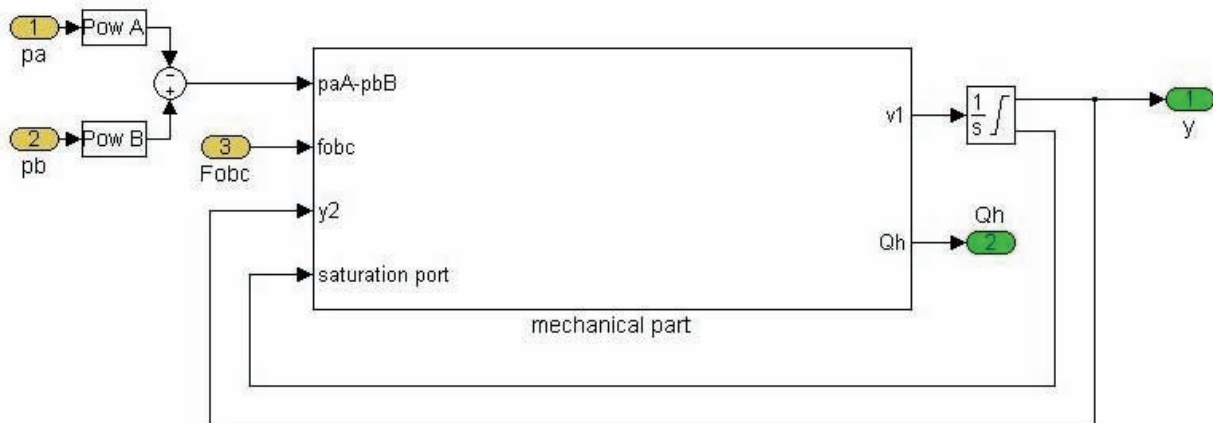 1
Pow A
pa
-
+
2
Pow B
pb
3
Fobc
paA-pbB
fobc
y2
saturation port
v1
Qh
mechanical part
1
s
1
y
Qh
2